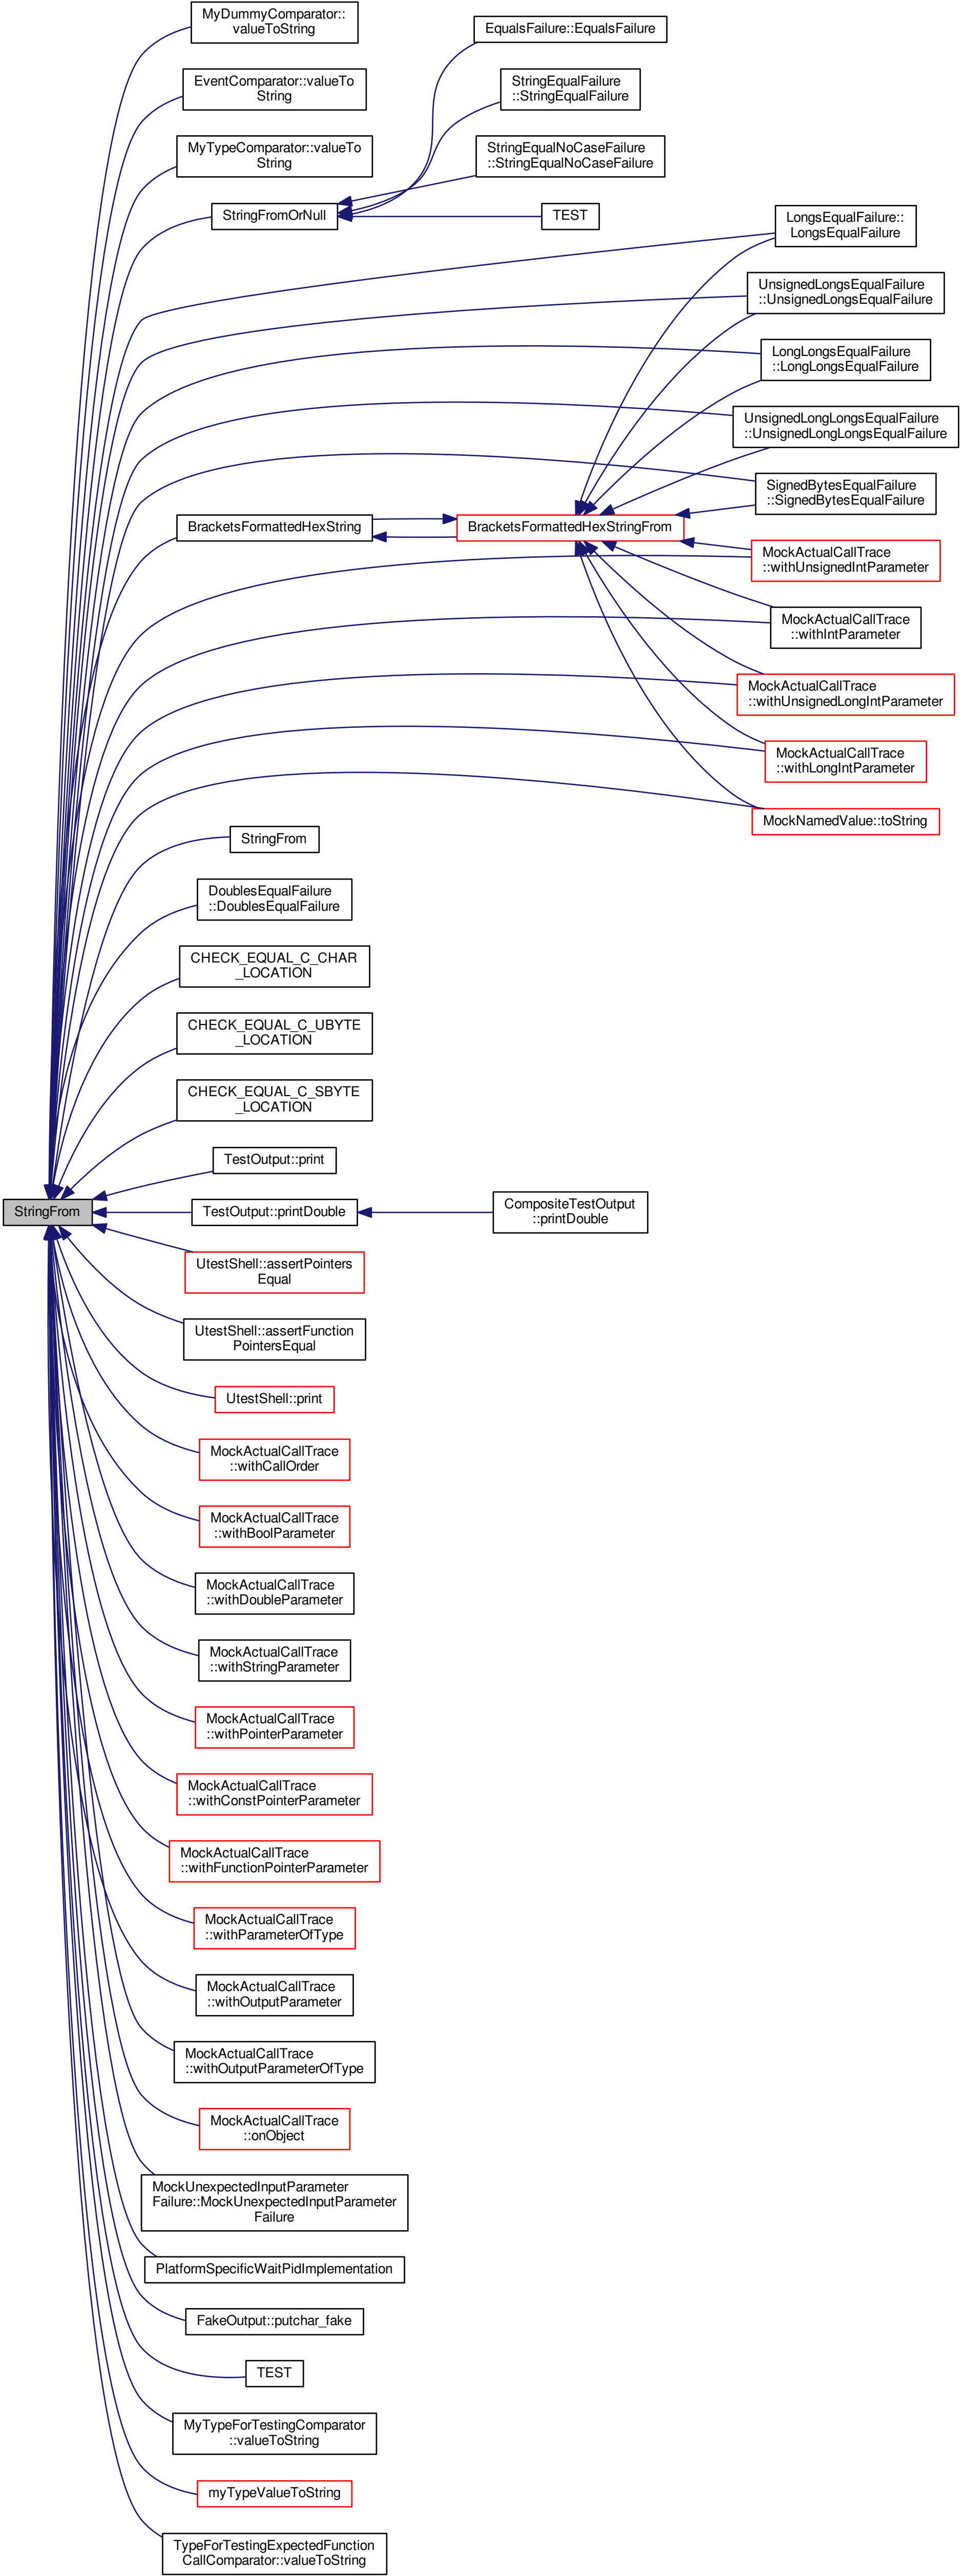 MyDummyComparator::
valueToString
EventComparator::valueTo
String
MyTypeComparator::valueTo
String
StringFromOrNull
EqualsFailure::EqualsFailure
StringEqualFailure
::StringEqualFailure
StringEqualNoCaseFailure
::StringEqualNoCaseFailure
TEST
LongsEqualFailure::
LongsEqualFailure
UnsignedLongsEqualFailure
::UnsignedLongsEqualFailure
LongLongsEqualFailure
::LongLongsEqualFailure
UnsignedLongLongsEqualFailure
::UnsignedLongLongsEqualFailure
SignedBytesEqualFailure
::SignedBytesEqualFailure
BracketsFormattedHexString
BracketsFormattedHexStringFrom
MockActualCallTrace
::withUnsignedIntParameter
MockActualCallTrace
::withIntParameter
MockActualCallTrace
::withUnsignedLongIntParameter
MockActualCallTrace
::withLongIntParameter
MockNamedValue::toString
StringFrom
DoublesEqualFailure
::DoublesEqualFailure
CHECK_EQUAL_C_CHAR
_LOCATION
CHECK_EQUAL_C_UBYTE
_LOCATION
CHECK_EQUAL_C_SBYTE
_LOCATION
TestOutput::print
StringFrom
TestOutput::printDouble
CompositeTestOutput
::printDouble
UtestShell::assertPointers
Equal
UtestShell::assertFunction
PointersEqual
UtestShell::print
MockActualCallTrace
::withCallOrder
MockActualCallTrace
::withBoolParameter
MockActualCallTrace
::withDoubleParameter
MockActualCallTrace
::withStringParameter
MockActualCallTrace
::withPointerParameter
MockActualCallTrace
::withConstPointerParameter
MockActualCallTrace
::withFunctionPointerParameter
MockActualCallTrace
::withParameterOfType
MockActualCallTrace
::withOutputParameter
MockActualCallTrace
::withOutputParameterOfType
MockActualCallTrace
::onObject
MockUnexpectedInputParameter
Failure::MockUnexpectedInputParameter
Failure
PlatformSpecificWaitPidImplementation
FakeOutput::putchar_fake
TEST
MyTypeForTestingComparator
::valueToString
myTypeValueToString
TypeForTestingExpectedFunction
CallComparator::valueToString